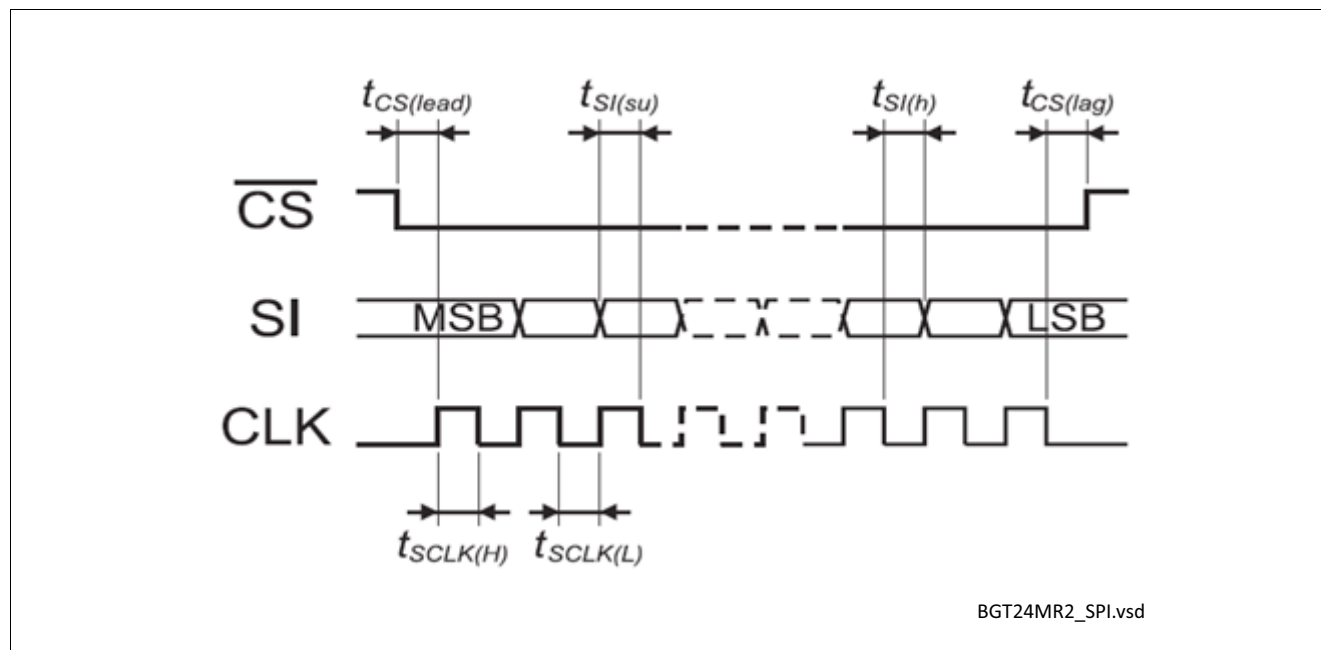 tCS(lead) tSI(su) tSI(h) tCS(lag)
CS
SI MSB LSB
CLK
tSCLK(H) tSCLK(L)
BGT24MR2_SPI.vsd